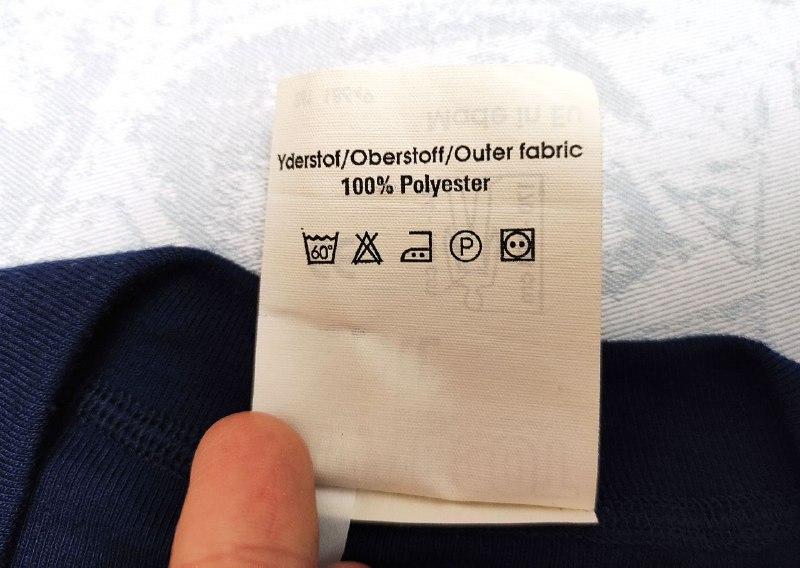 Yderstof/Oberstoff/Outer fabric
100% Polyester
60° P